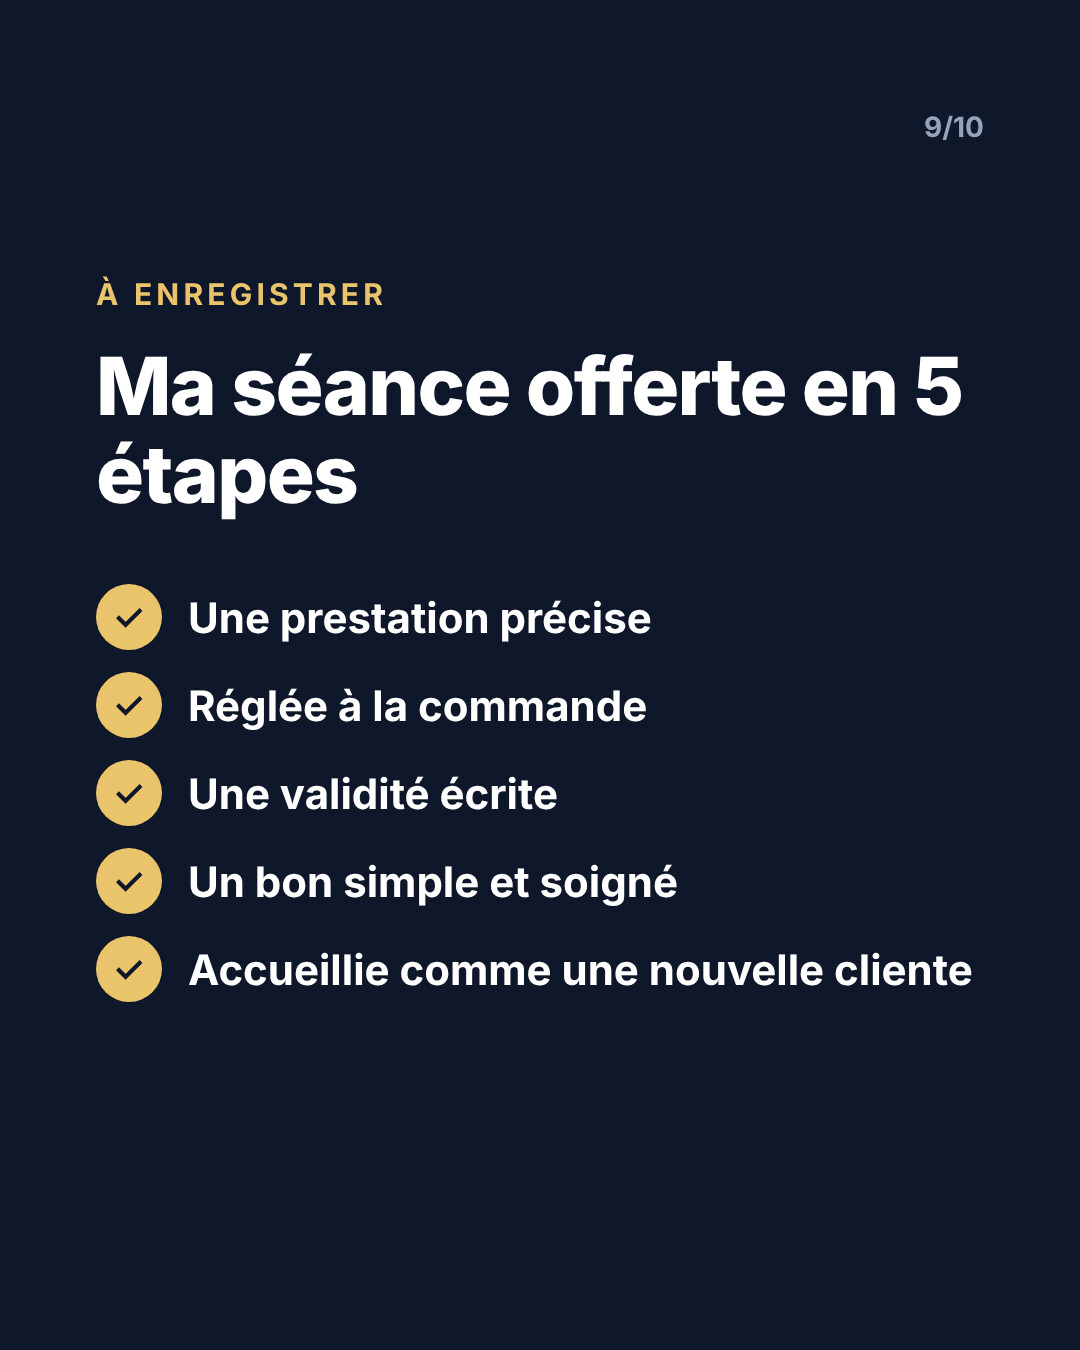 9/10
À ENREGISTRER
Ma séance offerte en 5
étapes
Une prestation précise
Réglée à la commande
Une validité écrite
Un bon simple et soigné
Accueillie comme une nouvelle cliente